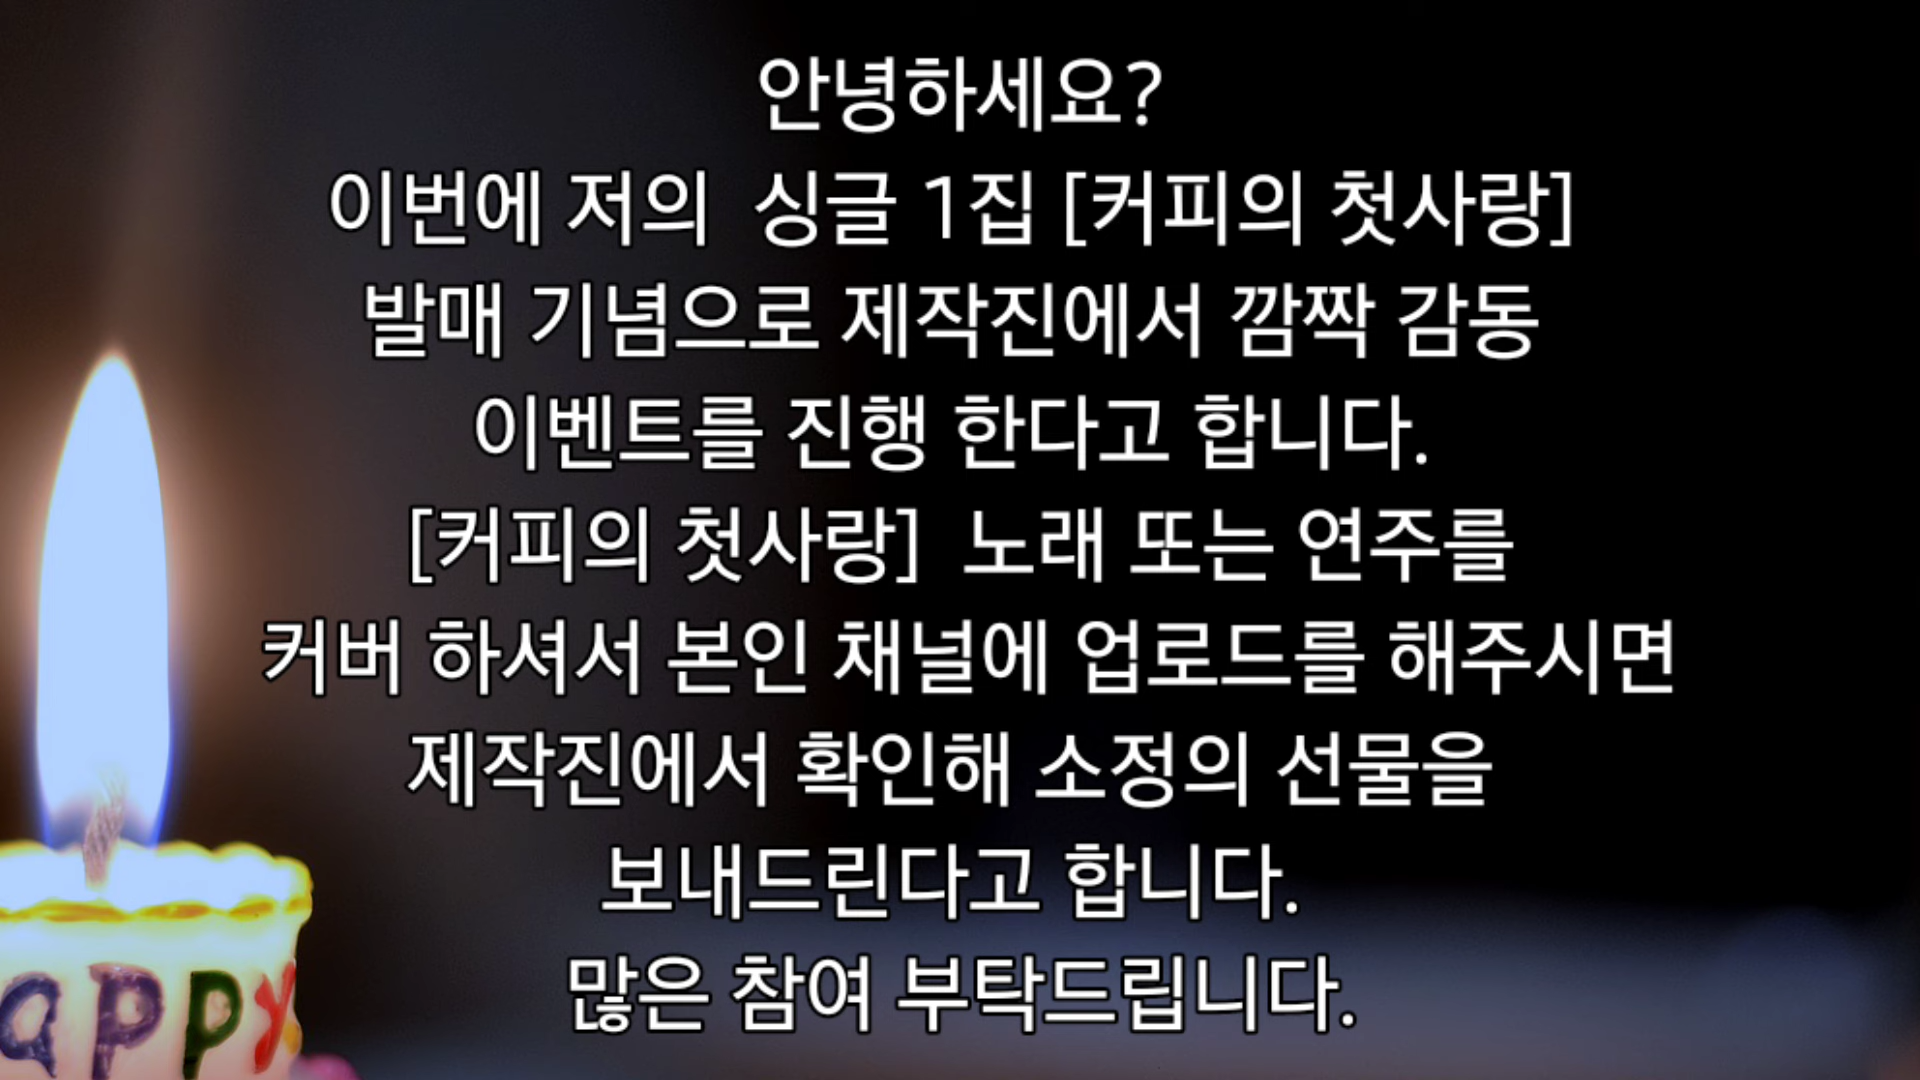 안녕하세요?
이번에 저의 싱글 1집 [커피의 첫사랑]
발매 기념으로 제작진에서 깜짝 감동
이벤트를 진행 한다고 합니다.
[커피의 첫사랑] 노래 또는 연주를
커버 하셔서 본인 채널에 업로드를 해주시면
제작진에서 확인해 소정의 선물을
보내드린다고 합니다.
많은 참여 부탁드립니다.
appy